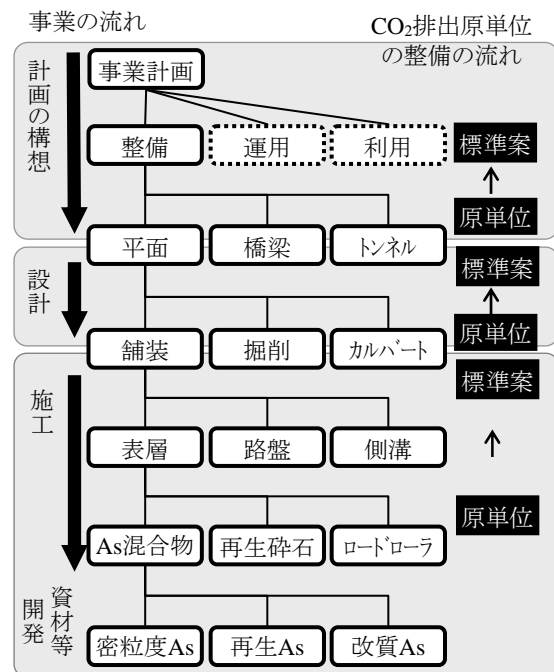 事業の流れ
CO₂排出原単位
の整備の流れ
計画の構想
事業計画
整備
運用
利用
標準案
原単位
平面
橋梁
トンネル
設計
標準案
原単位
舗装
掘削
カルバート
施工
標準案
表層
路盤
側溝
原単位
As混合物
再生砕石
ロードローラ
資材等
開発
密粒度As
再生As
改質As